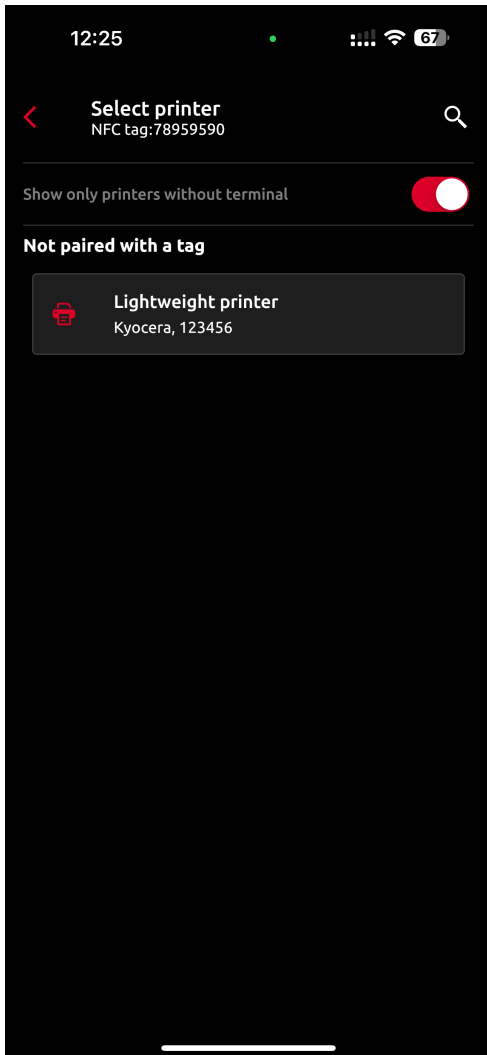 12:25
67
Select printer
NFC tag:78959590
Show only printers without terminal
Not paired with a tag
Lightweight printer
Kyocera, 123456